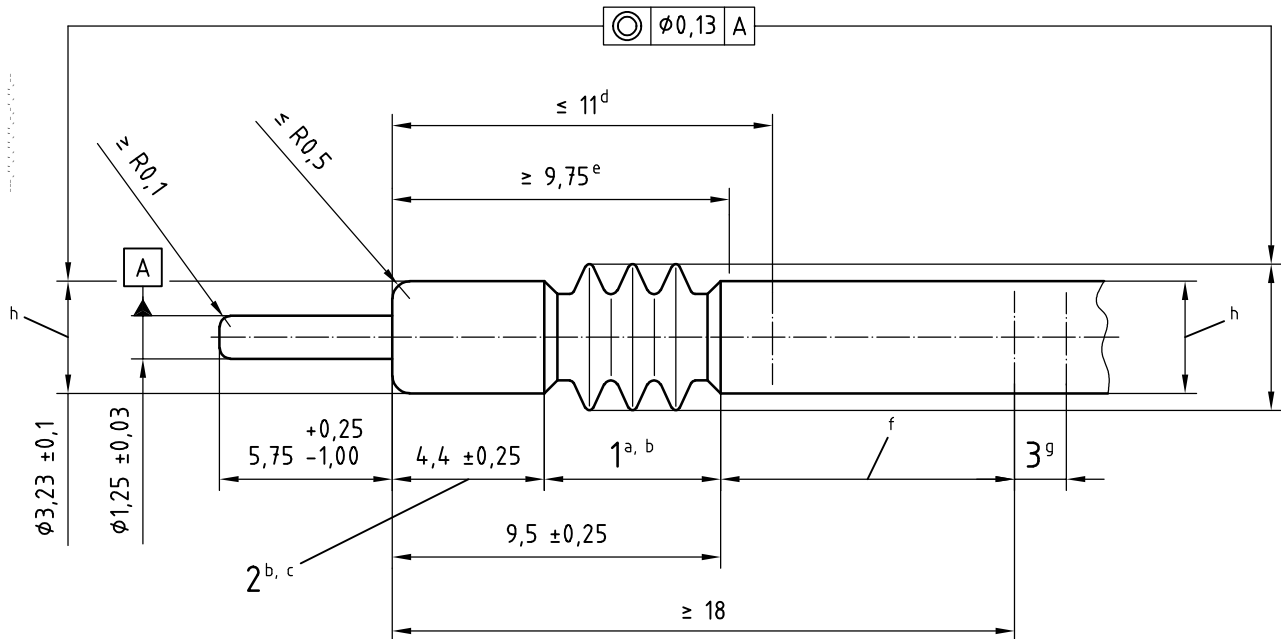 ⌾ ϕ0,13 A
≤ 11ᵈ
≤ R0,5
≥ R0,1
≥ 9,75ᵉ
A
h
h
ϕ3,23 ±0,1
ϕ1,25 ±0,03
+0,25
5,75 -1,00
4,4 ±0,25
1ᵃ, ᵇ
f
3ᵍ
9,5 ±0,25
2ᵇ, ᶜ
≥ 18